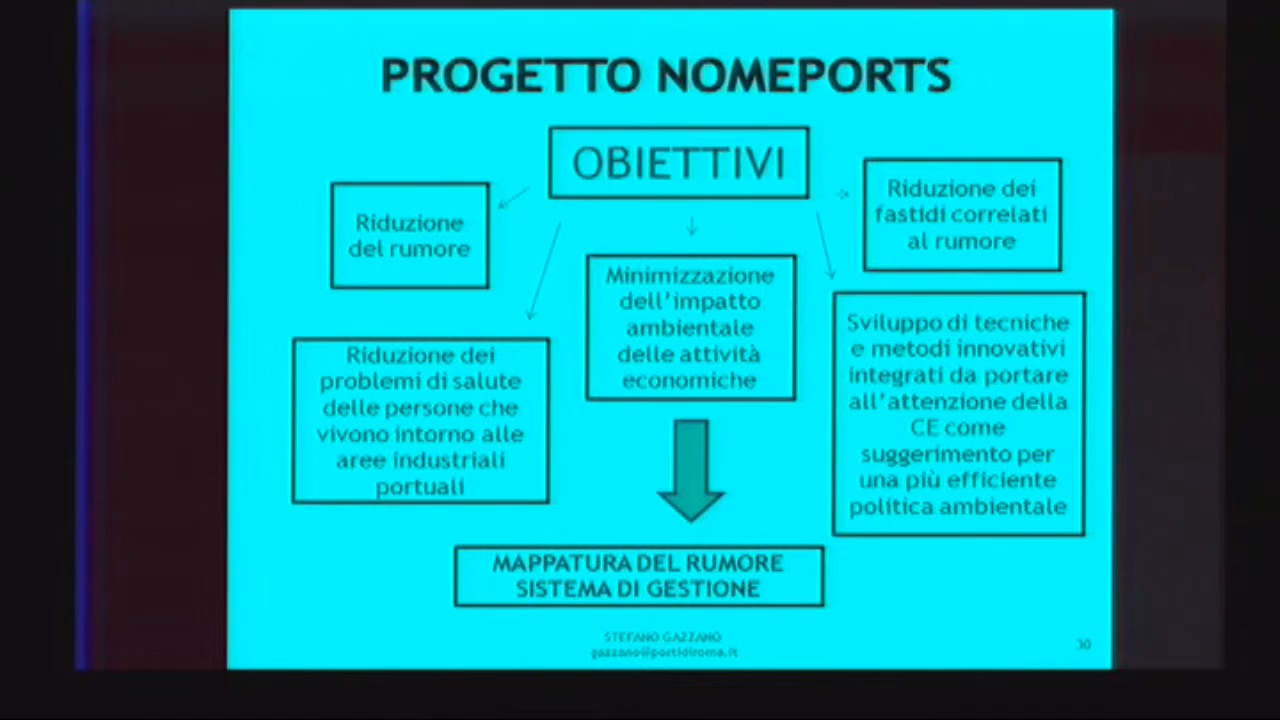 PROGETTO NOMEPORTS
OBIETTIVI
Riduzione
del rumore
Riduzione dei
fastidi correlati
al rumore
Minimizzazione
dell'impatto
ambientale
delle attività
economiche
Riduzione dei
problemi di salute
delle persone che
vivono intorno alle
aree industriali
portuali
Sviluppo di tecniche
e metodi innovativi
integrati da portare
all'attenzione della
CE come
suggerimento per
una più efficiente
politica ambientale
MAPPATURA DEL RUMORE
SISTEMA DI GESTIONE
STEFANO GAZZANO
gazzano@portidiroma.it
30